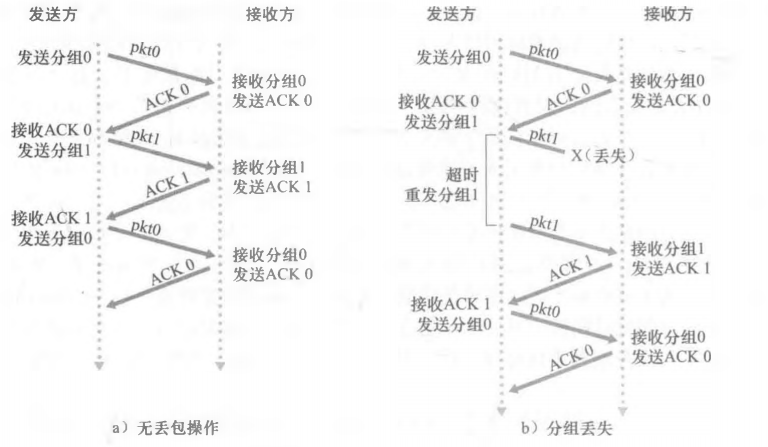 发送方 接收方
发送分组0
pkt0
接收分组0
发送ACK 0
ACK 0
接收ACK 0
发送分组1
pkt1
接收分组1
发送ACK 1
ACK 1
接收ACK 1
发送分组0
pkt0
接收分组0
发送ACK 0
ACK 0
a）无丢包操作
发送方 接收方
发送分组0
pkt0
接收分组0
发送ACK 0
ACK 0
接收ACK 0
发送分组1
pkt1
X（丢失）
超时
重发分组1
pkt1
接收分组1
发送ACK 1
ACK 1
接收ACK 1
发送分组0
pkt0
接收分组0
发送ACK 0
ACK 0
b）分组丢失